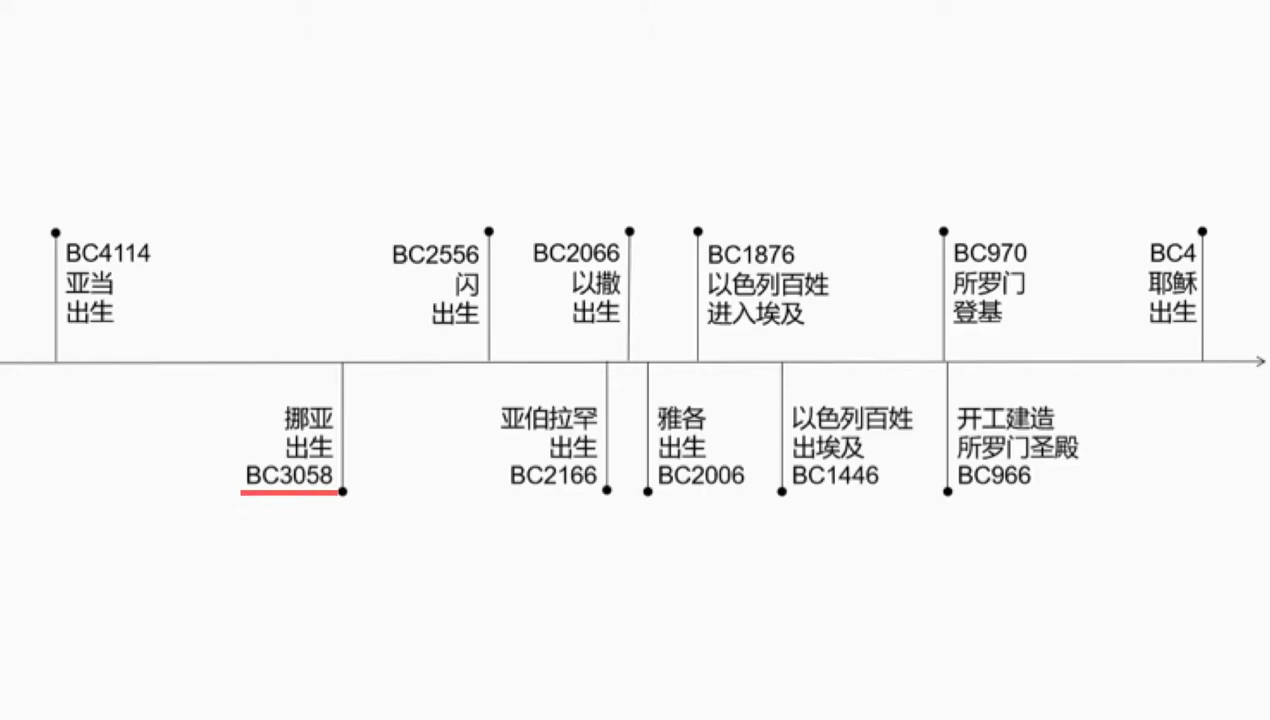 BC4114
亚当
出生
BC2556
闪
出生
BC2066
以撒
出生
BC1876
以色列百姓
进入埃及
BC970
所罗门
登基
BC4
耶稣
出生
挪亚
出生
BC3058
亚伯拉罕
出生
BC2166
雅各
出生
BC2006
以色列百姓
出埃及
BC1446
开工建造
所罗门圣殿
BC966